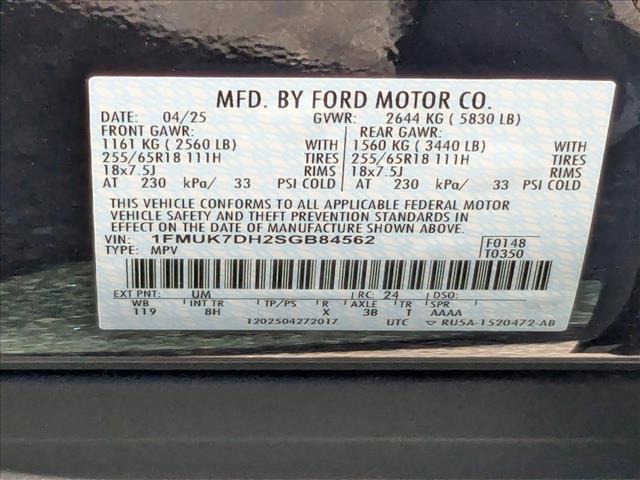 MFD. BY FORD MOTOR CO.
DATE: 04/25 GVWR: 2644 KG ( 5830 LB)
FRONT GAWR: REAR GAWR:
1161 KG ( 2560 LB) WITH 1560 KG ( 3440 LB) WITH
255/65R18 111H TIRES 255/65R18 111H TIRES
18x7.5J RIMS 18x7.5J RIMS
AT 230 kPa/ 33 PSI COLD AT 230 kPa/ 33 PSI COLD
THIS VEHICLE CONFORMS TO ALL APPLICABLE FEDERAL MOTOR
VEHICLE SAFETY AND THEFT PREVENTION STANDARDS IN
EFFECT ON THE DATE OF MANUFACTURE SHOWN ABOVE.
VIN: 1FMUK7DH2SGB84562 F0148
TYPE: MPV T0350
EXT PNT: UM RC: 24 DSO:
WB INT TR TP/PS R AXLE TR SPR
119 8H X 3B T AAAA
1202504272017 UTC ▽ RU5A-1520472-AB